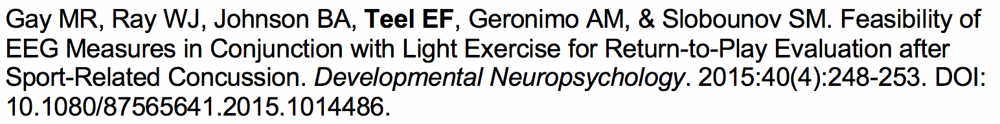 Gay MR, Ray WJ, Johnson BA, Teel EF, Geronimo AM, & Slobounov SM. Feasibility of
EEG Measures in Conjunction with Light Exercise for Return-to-Play Evaluation after
Sport-Related Concussion. Developmental Neuropsychology. 2015:40(4):248-253. DOI:
10.1080/87565641.2015.1014486.